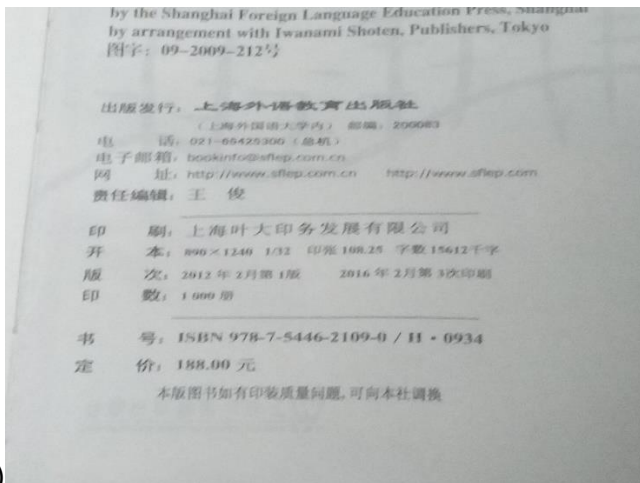 by the Shanghai Foreign Language Education Press, Shanghai
by arrangement with Iwanami Shoten, Publishers, Tokyo
图字：09-2009-212号
出版发行：上海外语教育出版社
（上海外国语大学内） 邮编：200083
电 话：021-65425300（总机）
电子邮箱：bookinfo@sflep.com.cn
网 址：http://www.sflep.com.cn http://www.sflep.com
责任编辑：王 俊
印 刷：上海叶大印务发展有限公司
开 本：890×1240 1/32 印张 108.25 字数 15612千字
版 次：2012 年 2月第 1版 2016 年 2月第 3次印刷
印 数：1 000 册
书 号：ISBN 978-7-5446-2109-0 / H · 0934
定 价：188.00 元
本版图书如有印装质量问题，可向本社调换